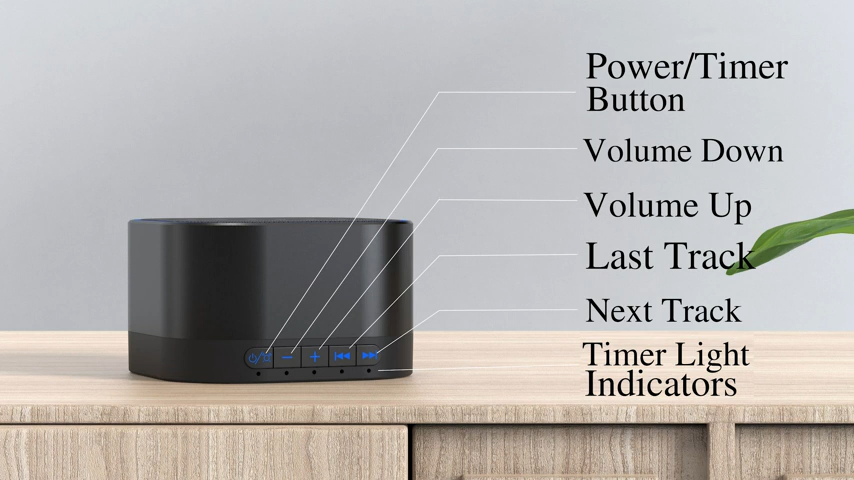 Power/Timer
Button
Volume Down
Volume Up
Last Track
Next Track
Timer Light
Indicators